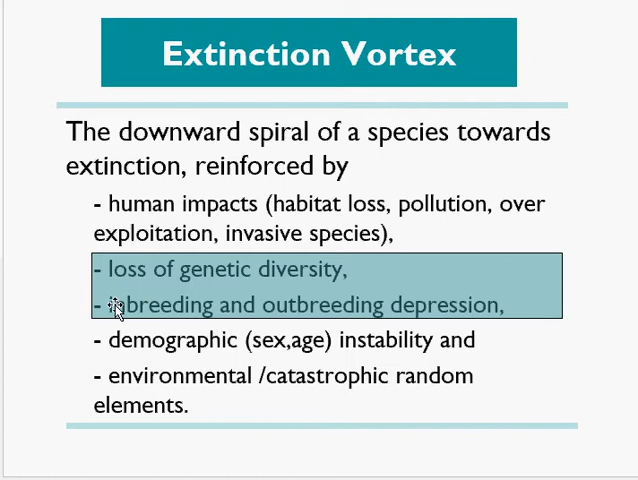 Extinction Vortex
The downward spiral of a species towards
extinction, reinforced by
- human impacts (habitat loss, pollution, over
exploitation, invasive species),
- loss of genetic diversity,
- inbreeding and outbreeding depression,
- demographic (sex,age) instability and
- environmental /catastrophic random
elements.